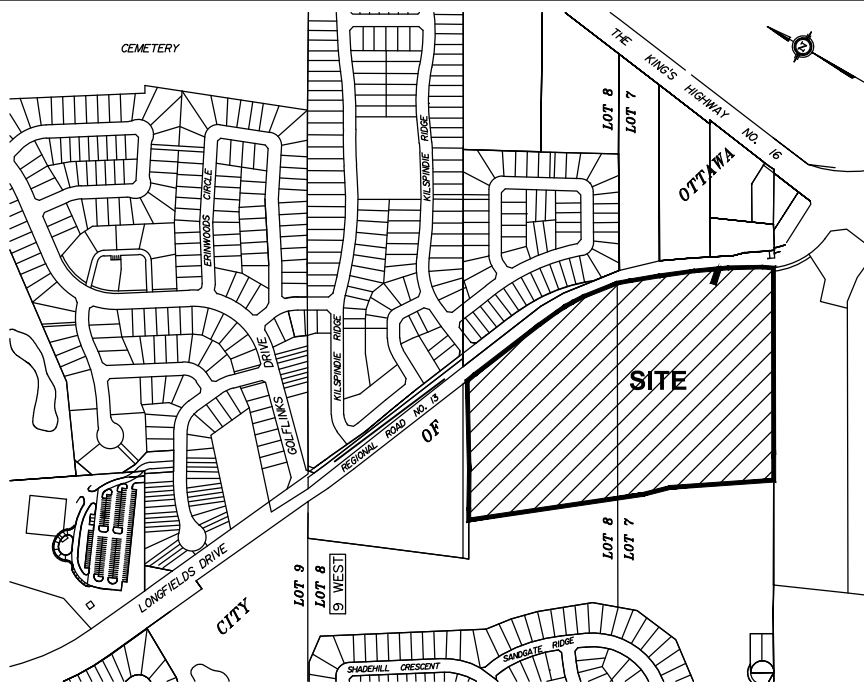 CEMETERY
THE KING'S HIGHWAY NO. 16
N
LOT 8
LOT 7
OTTAWA
KILSPINDIE RIDGE
ERINWOODS CIRCLE
KILSPINDIE RIDGE
GOLFLINKS DRIVE
SITE
REGIONAL ROAD NO. 13
OF
LOT 8
LOT 7
LONGFIELDS DRIVE
LOT 9
LOT 8
9 WEST
CITY
SHADEHILL CRESCENT
SANDGATE RIDGE